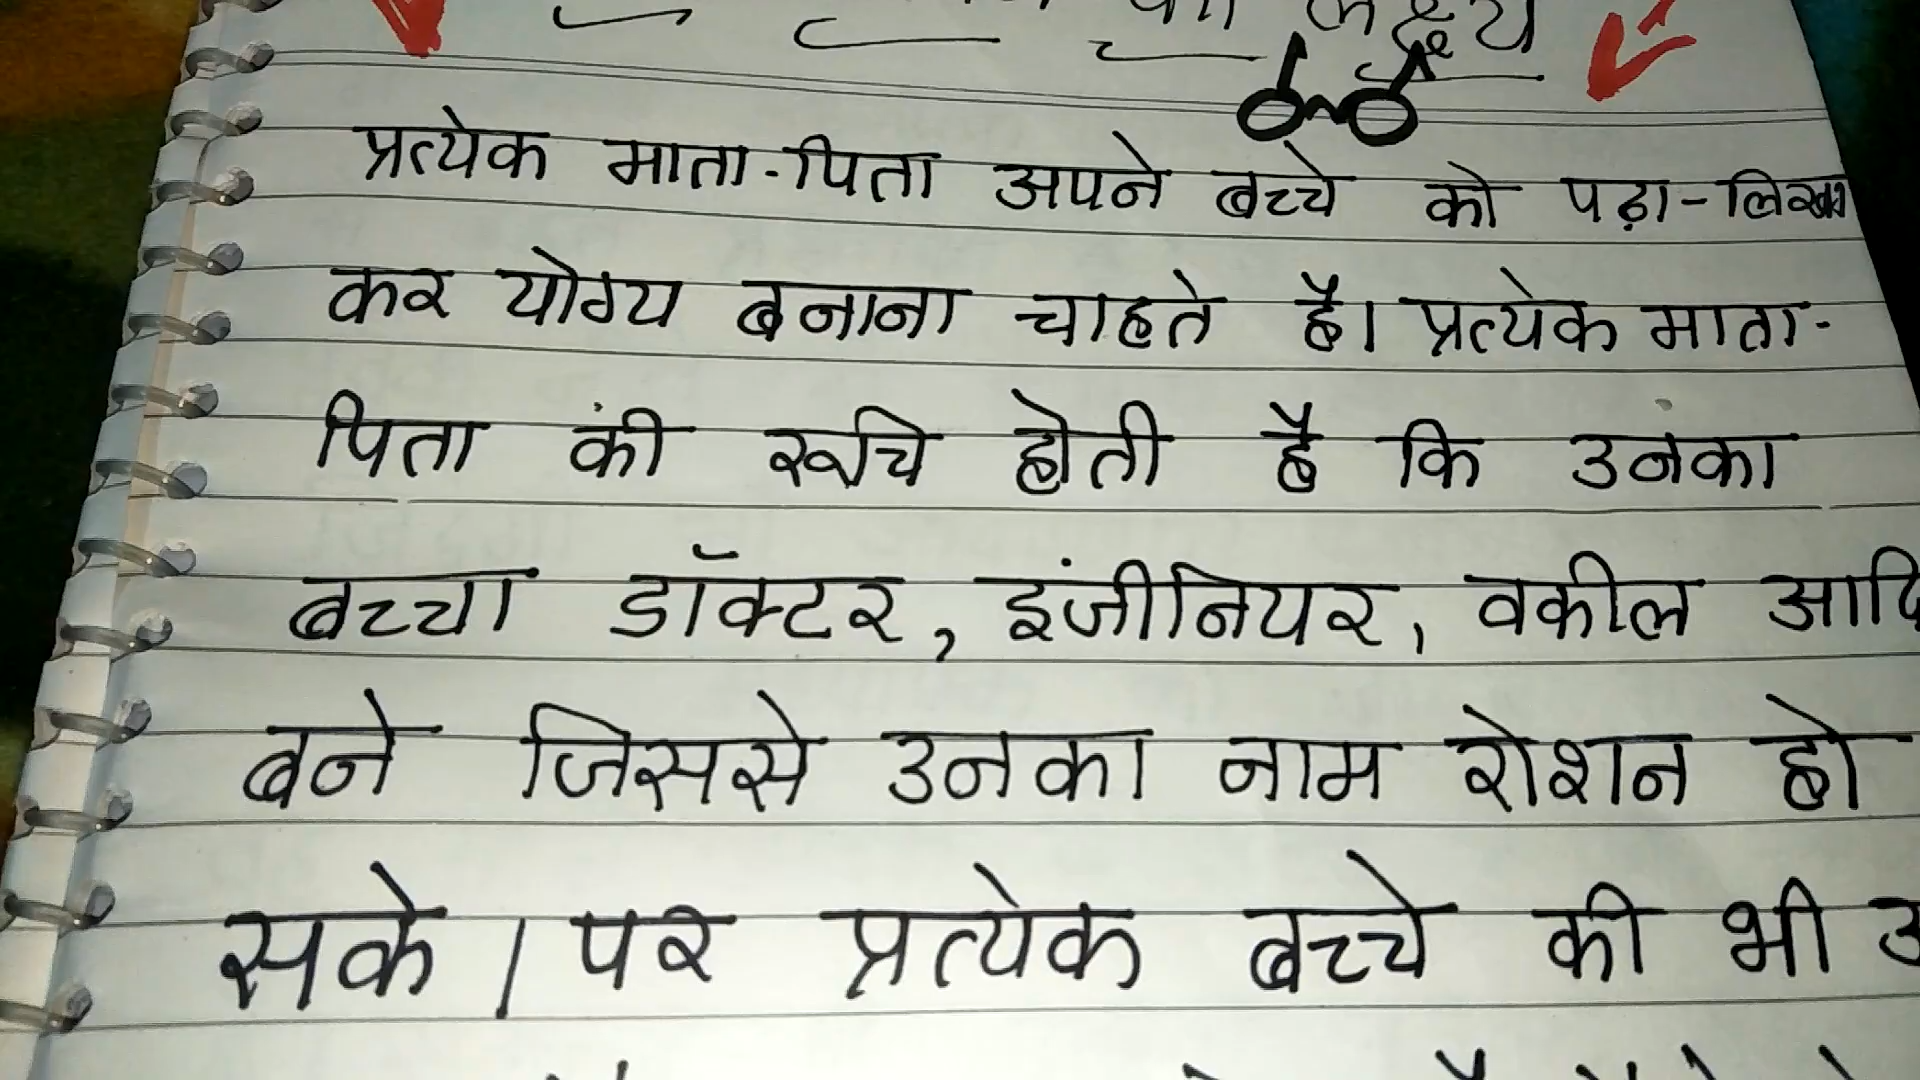 का लक्ष्य
प्रत्येक माता-पिता अपने बच्चे को पढ़ा-लिखा
कर योग्य बनाना चाहते है। प्रत्येक माता-
पिता की रूचि होती है कि उनका
बच्चा डॉक्टर, इंजीनियर, वकील आदि
बने जिससे उनका नाम रोशन हो
सके। पर प्रत्येक बच्चे की भी